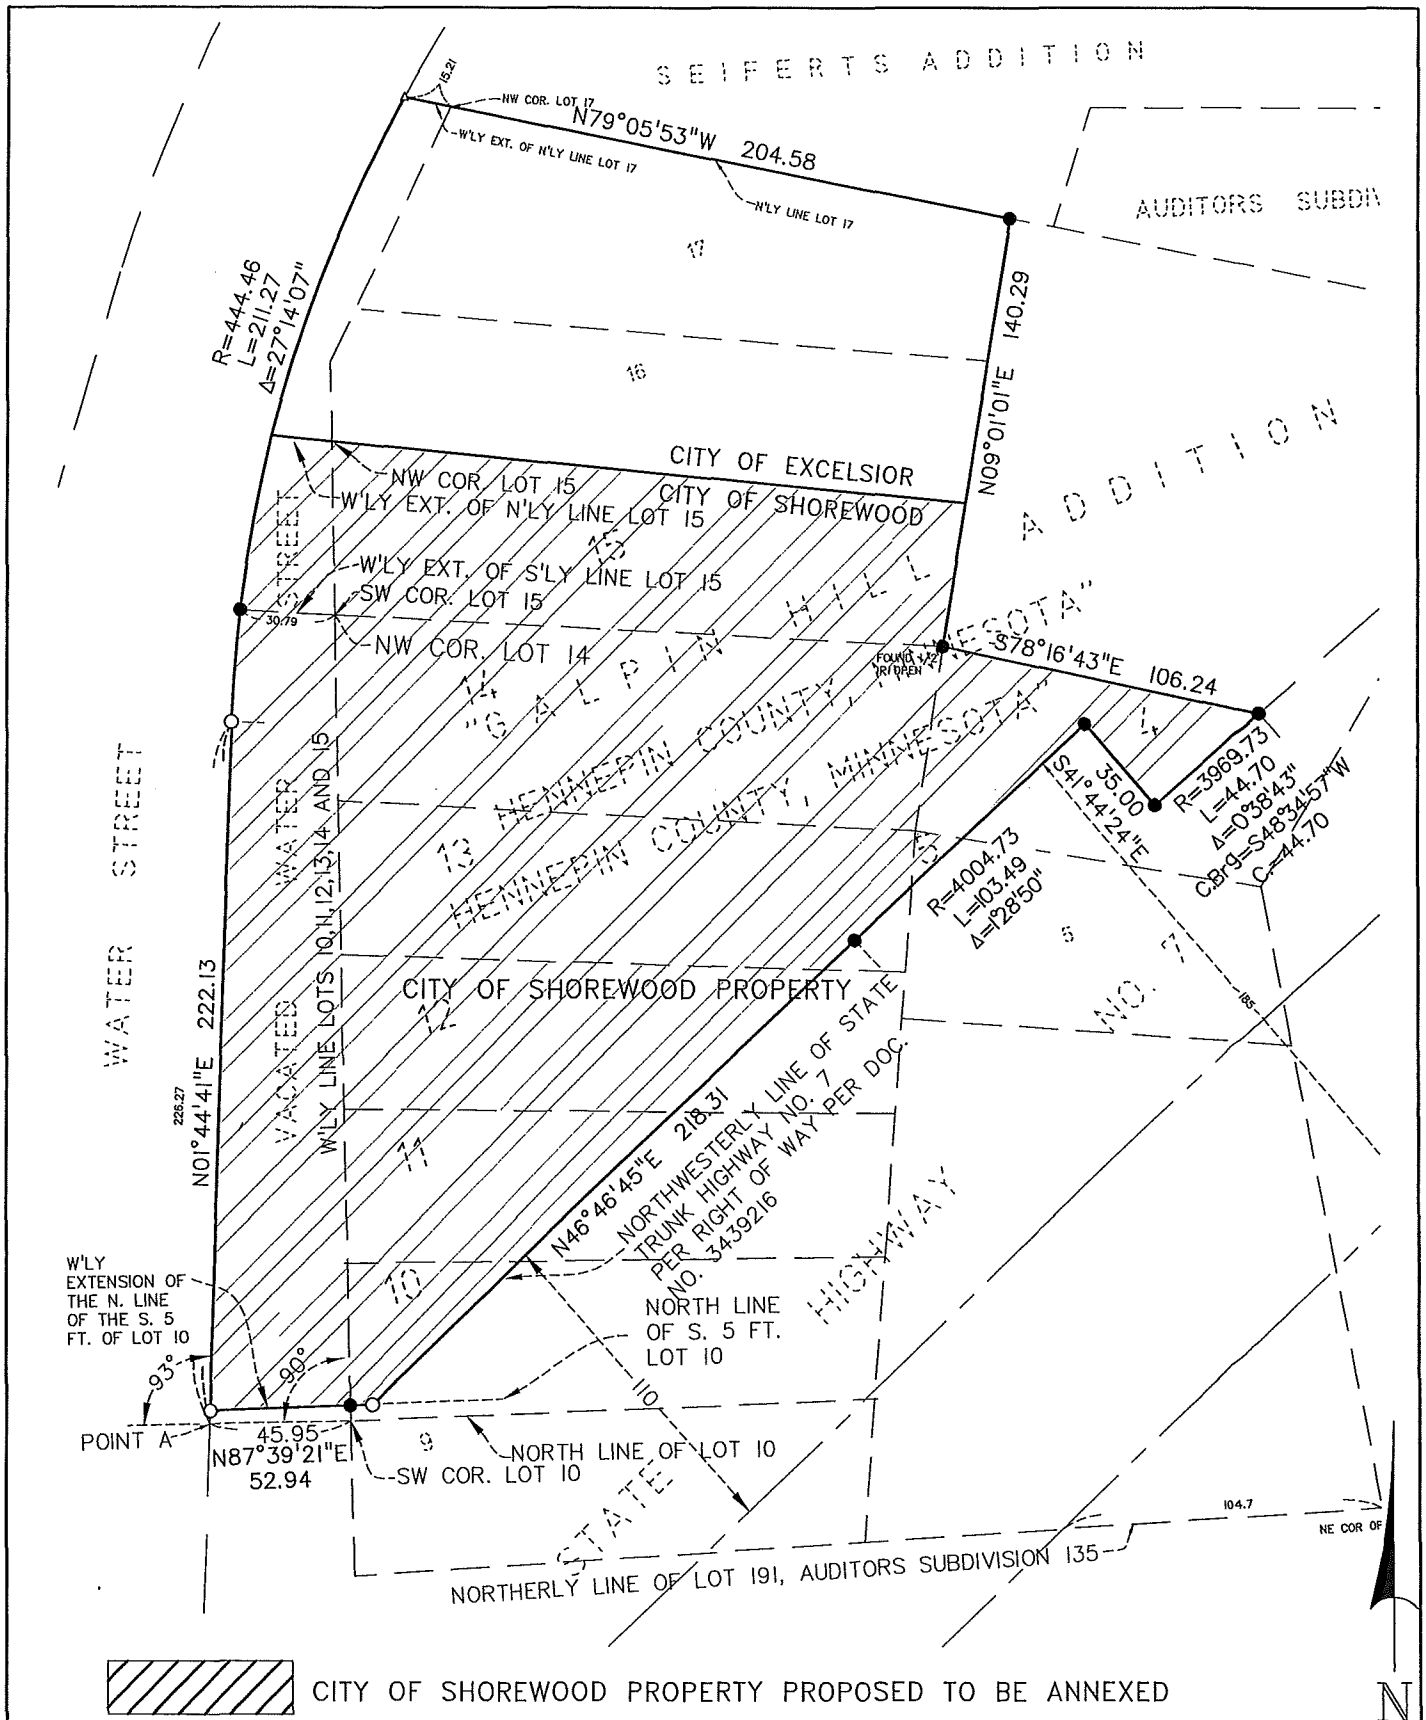 SEIFERTS ADDITION
15.21
NW COR. LOT 17
N79°05'53"W 204.58
W'LY EXT. OF N'LY LINE LOT 17
N'LY LINE LOT 17
AUDITORS SUBDIV
17
R=444.46
L=211.27
Δ=27°14'07"
N09°01'01"E 140.29
16
CITY OF EXCELSIOR
CITY OF SHOREWOOD
NW COR. LOT 15
W'LY EXT. OF N'LY LINE LOT 15
15
W'LY EXT. OF S'LY LINE LOT 15
SW COR. LOT 15
30.79
NW COR. LOT 14
14
"GALPIN HILL ADDITION
HENNEPIN COUNTY, MINNESOTA"
HENNEPIN COUNTY, MINNESOTA"
FOUND 1/2
RI OPEN
S78°16'43"E 106.24
4
R=3969.73
L=44.70
Δ=0°38'43"
C.Brg=S48°34'57"W
C.=44.70
35.00
S41°44'24"E
13
5
R=4004.73
L=103.49
Δ=1°28'50"
5
185
WATER STREET
VACATED WATER STREET
W'LY LINE LOTS 10,11,12,13,14 AND 15
CITY OF SHOREWOOD PROPERTY
12
226.27
N01°44'41"E 222.13
11
N46°46'45"E 218.31
NORTHWESTERLY LINE OF STATE
TRUNK HIGHWAY NO. 7
PER RIGHT OF WAY PER DOC.
NO. 3439216
STATE HIGHWAY NO. 7
10
W'LY
EXTENSION OF
THE N. LINE
OF THE S. 5
FT. OF LOT 10
NORTH LINE
OF S. 5 FT.
LOT 10
93°
90°
110
POINT A
45.95
N87°39'21"E
52.94
9
NORTH LINE OF LOT 10
SW COR. LOT 10
104.7
NE COR OF
NORTHERLY LINE OF LOT 191, AUDITORS SUBDIVISION 135
CITY OF SHOREWOOD PROPERTY PROPOSED TO BE ANNEXED
N